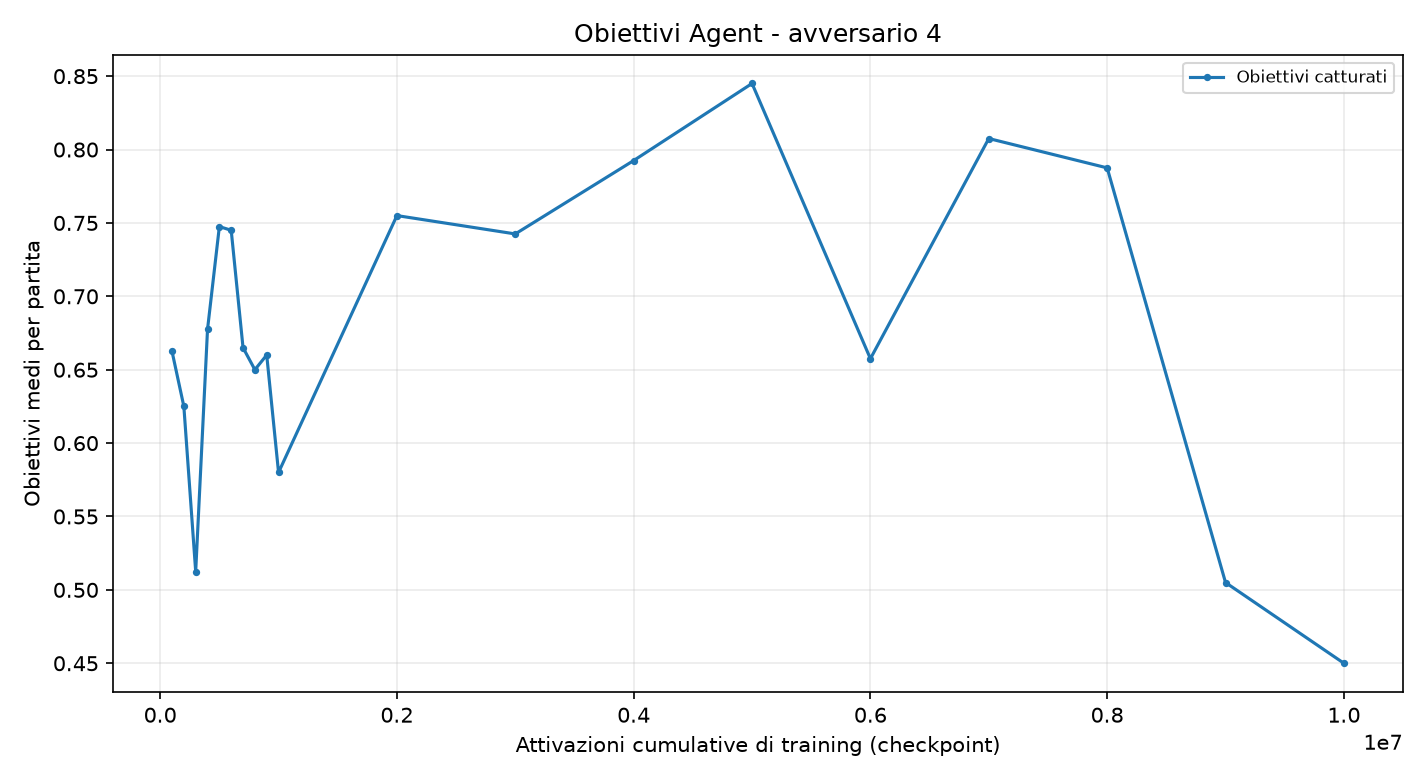 Obiettivi Agent - avversario 4
Obiettivi catturati
Obiettivi medi per partita
0.85
0.80
0.75
0.70
0.65
0.60
0.55
0.50
0.45
0.0 0.2 0.4 0.6 0.8 1.0
1e7
Attivazioni cumulative di training (checkpoint)